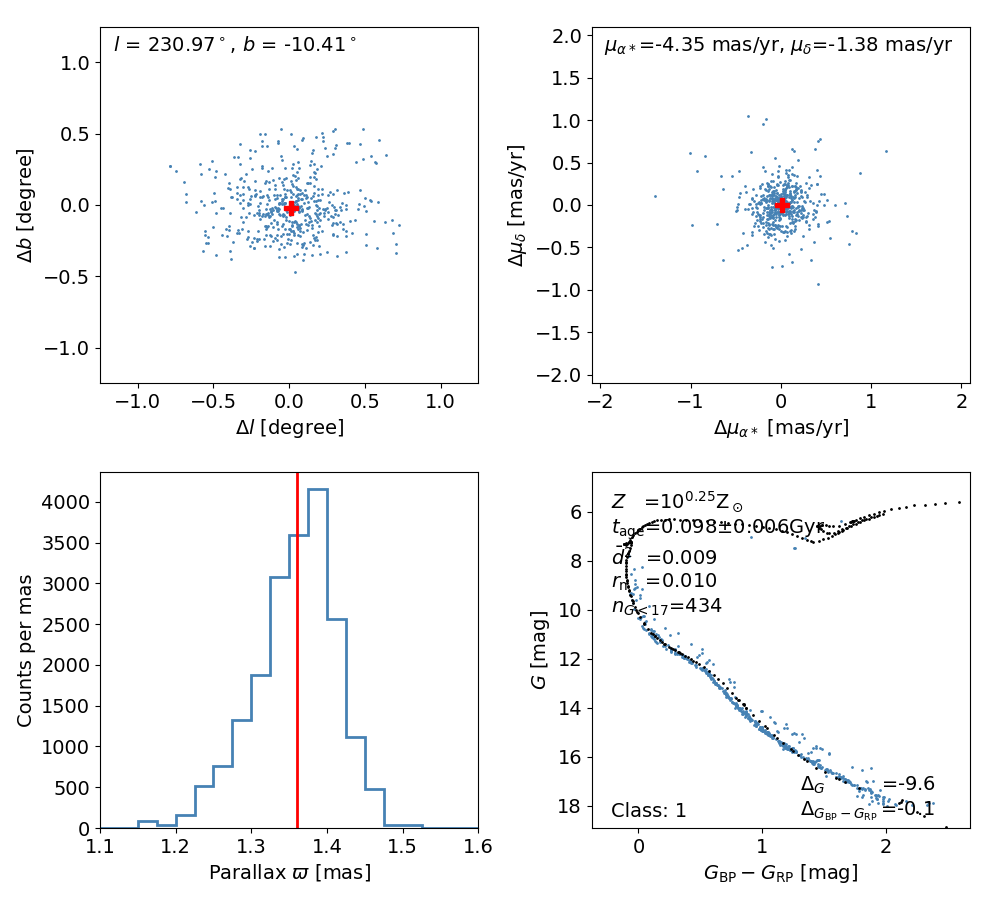 l = 230.97°, b = -10.41°
1.0
0.5
0.0
−0.5
−1.0
Δb [degree]
−1.0 −0.5 0.0 0.5 1.0
Δl [degree]
μα*=-4.35 mas/yr, μδ=-1.38 mas/yr
2.0
1.5
1.0
0.5
0.0
−0.5
−1.0
−1.5
−2.0
Δμδ [mas/yr]
−2 −1 0 1 2
Δμα* [mas/yr]
4000
3500
3000
2500
2000
1500
1000
500
0
Counts per mas
1.1 1.2 1.3 1.4 1.5 1.6
Parallax ϖ [mas]
Z =10^0.25 Z⊙
t_age=0.098±0.006Gyr
d̄² =0.009
r_n =0.010
n_G<17=434
Δ_G =-9.6
Class: 1 Δ_GBP−GRP =-0.1
6
8
10
12
14
16
18
G [mag]
0 1 2
GBP − GRP [mag]